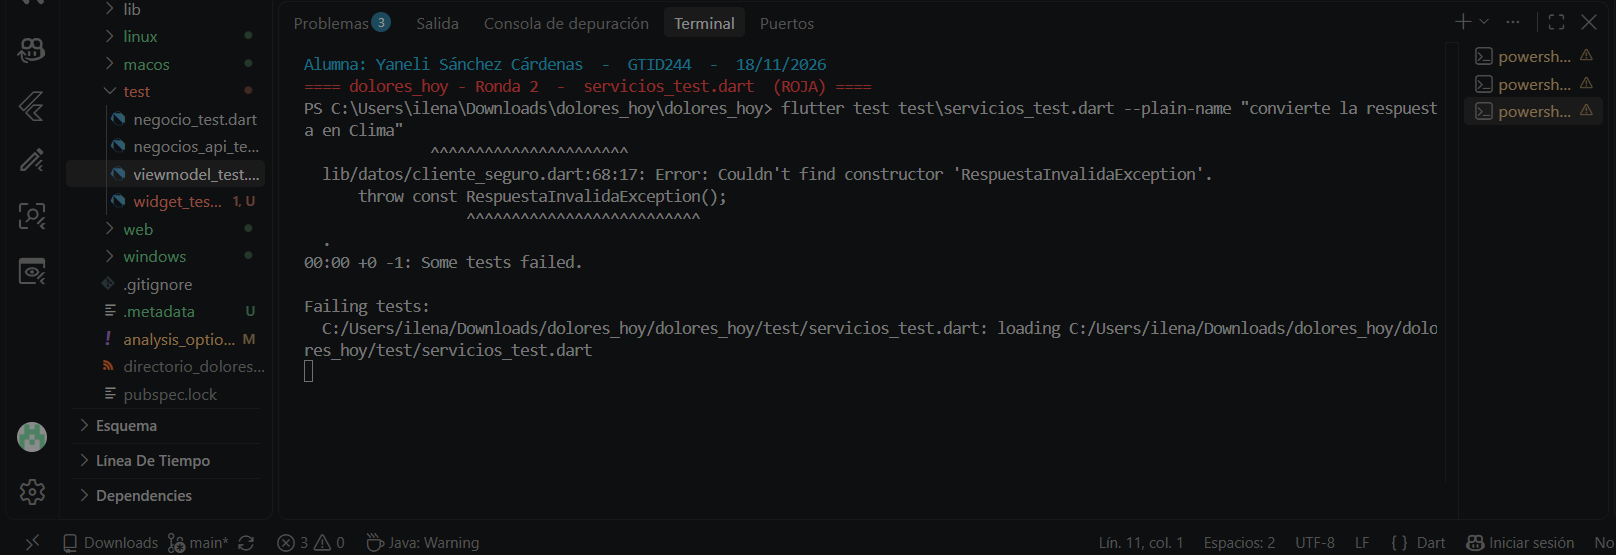 lib
linux
macos
test
negocio_test.dart
negocios_api_te...
viewmodel_test....
widget_tes... 1, U
web
windows
.gitignore
.metadata U
analysis_optio... M
directorio_dolores...
pubspec.lock
Esquema
Línea De Tiempo
Dependencies
Problemas 3 Salida Consola de depuración Terminal Puertos
Alumna: Yaneli Sánchez Cárdenas - GTID244 - 18/11/2026
==== dolores_hoy - Ronda 2 - servicios_test.dart (ROJA) ====
PS C:\Users\ilena\Downloads\dolores_hoy\dolores_hoy> flutter test test\servicios_test.dart --plain-name "convierte la respuest
a en Clima"
^^^^^^^^^^^^^^^^^^^^^^
lib/datos/cliente_seguro.dart:68:17: Error: Couldn't find constructor 'RespuestaInvalidaException'.
throw const RespuestaInvalidaException();
^^^^^^^^^^^^^^^^^^^^^^^^^^
.
00:00 +0 -1: Some tests failed.
Failing tests:
C:/Users/ilena/Downloads/dolores_hoy/dolores_hoy/test/servicios_test.dart: loading C:/Users/ilena/Downloads/dolores_hoy/dolo
res_hoy/test/servicios_test.dart
powersh...
powersh...
powersh...
Downloads main* 3 0 Java: Warning Lín. 11, col. 1 Espacios: 2 UTF-8 LF { } Dart Iniciar sesión No